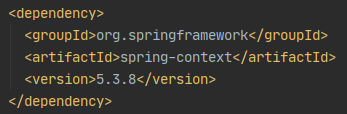 <dependency>
  <groupId>org.springframework</groupId>
  <artifactId>spring-context</artifactId>
  <version>5.3.8</version>
</dependency>